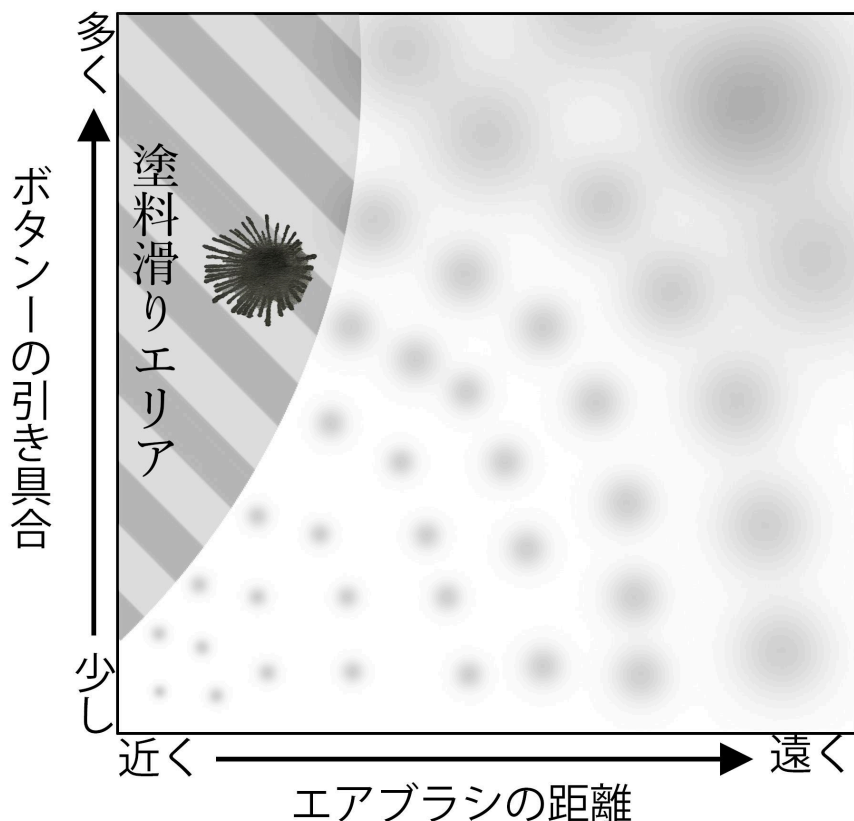 多く
ボタンーの引き具合
塗料滑りエリア
少し
近く
遠く
エアブラシの距離